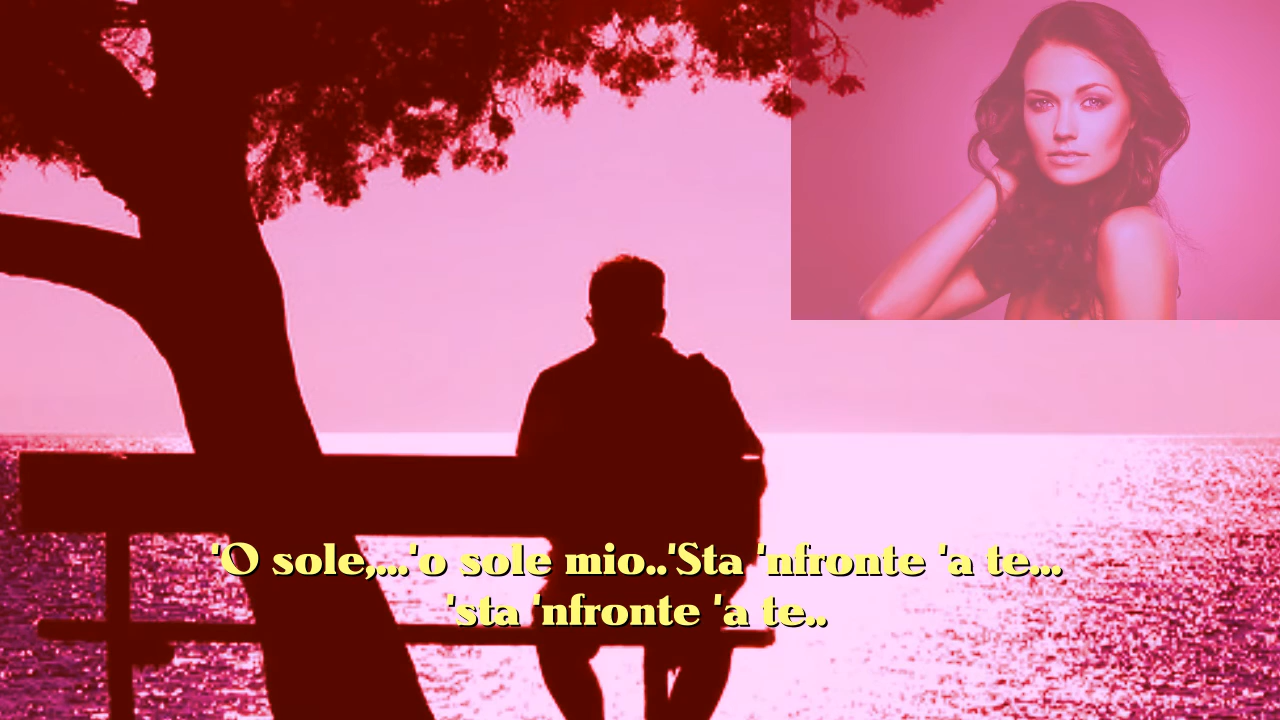 'O sole,...'o sole mio..'Sta 'nfronte 'a te...
'sta 'nfronte 'a te..